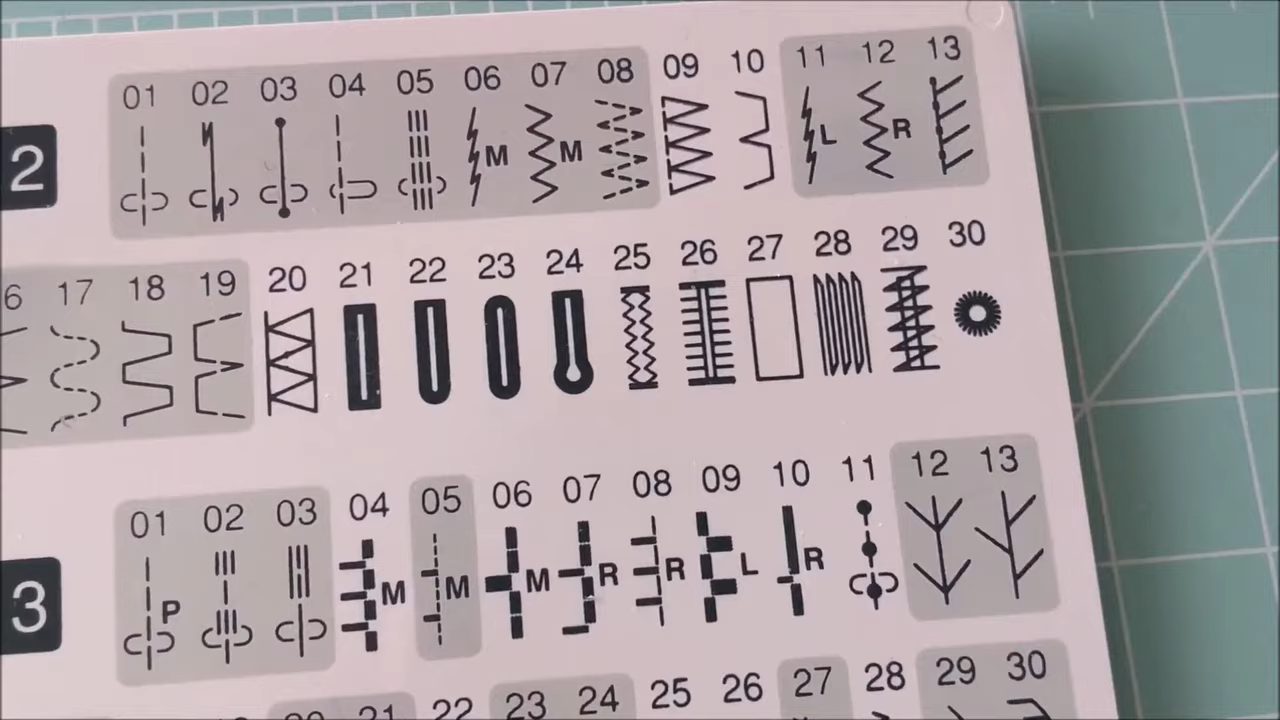 01 02 03 04 05 06 07 08 09 10 11 12 13
2 M M L R
6 17 18 19 20 21 22 23 24 25 26 27 28 29 30
01 02 03 04 05 06 07 08 09 10 11 12 13
3 P M M M R R L R
21 22 23 24 25 26 27 28 29 30